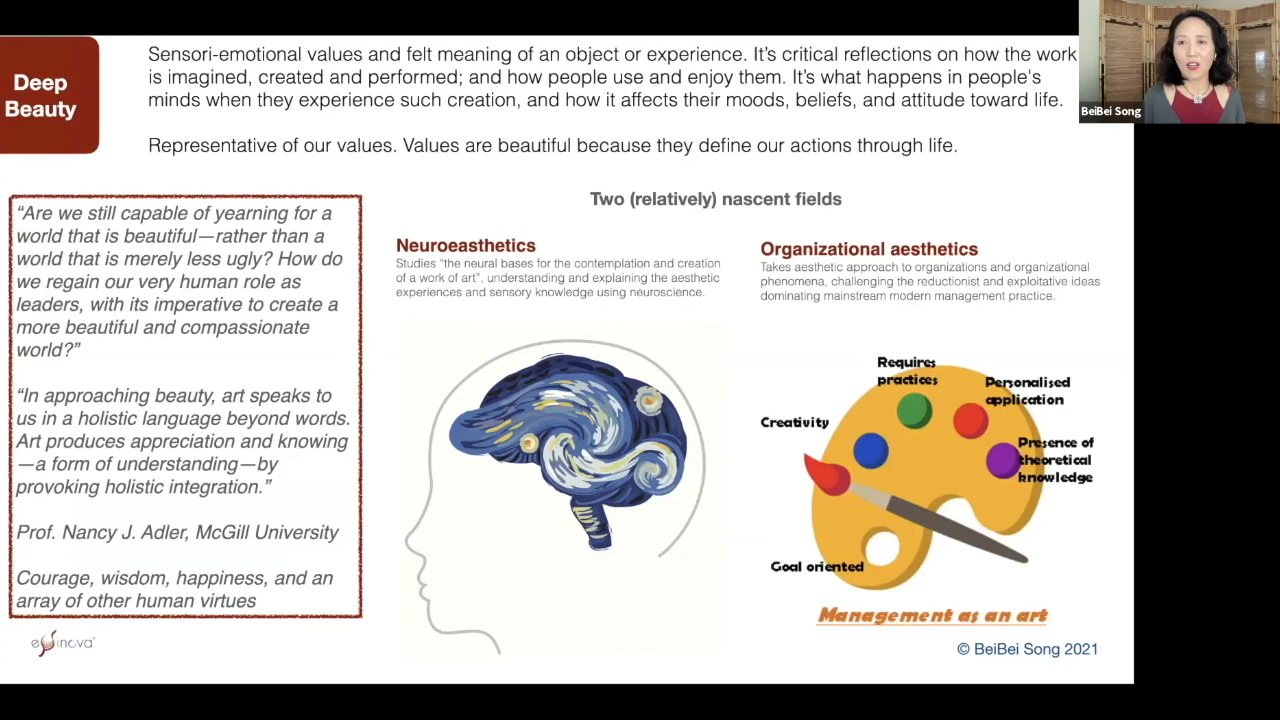 Deep
Beauty
Sensori-emotional values and felt meaning of an object or experience. It's critical reflections on how the work
is imagined, created and performed; and how people use and enjoy them. It's what happens in people's
minds when they experience such creation, and how it affects their moods, beliefs, and attitude toward life.
Representative of our values. Values are beautiful because they define our actions through life.
BeiBei Song
“Are we still capable of yearning for a
world that is beautiful—rather than a
world that is merely less ugly? How do
we regain our very human role as
leaders, with its imperative to create a
more beautiful and compassionate
world?”
“In approaching beauty, art speaks to
us in a holistic language beyond words.
Art produces appreciation and knowing
—a form of understanding—by
provoking holistic integration.”
Prof. Nancy J. Adler, McGill University
Courage, wisdom, happiness, and an
array of other human virtues
Two (relatively) nascent fields
Neuroeasthetics
Studies "the neural bases for the contemplation and creation
of a work of art", understanding and explaining the aesthetic
experiences and sensory knowledge using neuroscience.
Organizational aesthetics
Takes aesthetic approach to organizations and organizational
phenomena, challenging the reductionist and exploitative ideas
dominating mainstream modern management practice.
Requires
practices
Personalised
application
Creativity
Presence of
theoretical
knowledge
Goal oriented
Management as an art
© BeiBei Song 2021